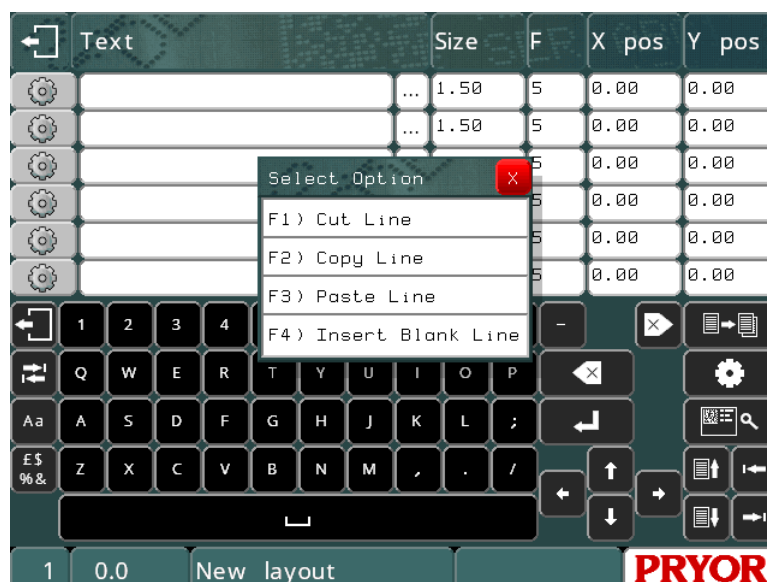 Text Size F X pos Y pos
... 1.50 5 0.00 0.00
... 1.50 5 0.00 0.00
5 0.00 0.00
5 0.00 0.00
5 0.00 0.00
5 0.00 0.00
Select Option X
F1) Cut Line
F2) Copy Line
F3) Paste Line
F4) Insert Blank Line
1 2 3 4 -
Q W E R T Y U I O P
Aa A S D F G H J K L ;
£$ %& Z X C V B N M , . /
1 0.0 New layout PRYOR